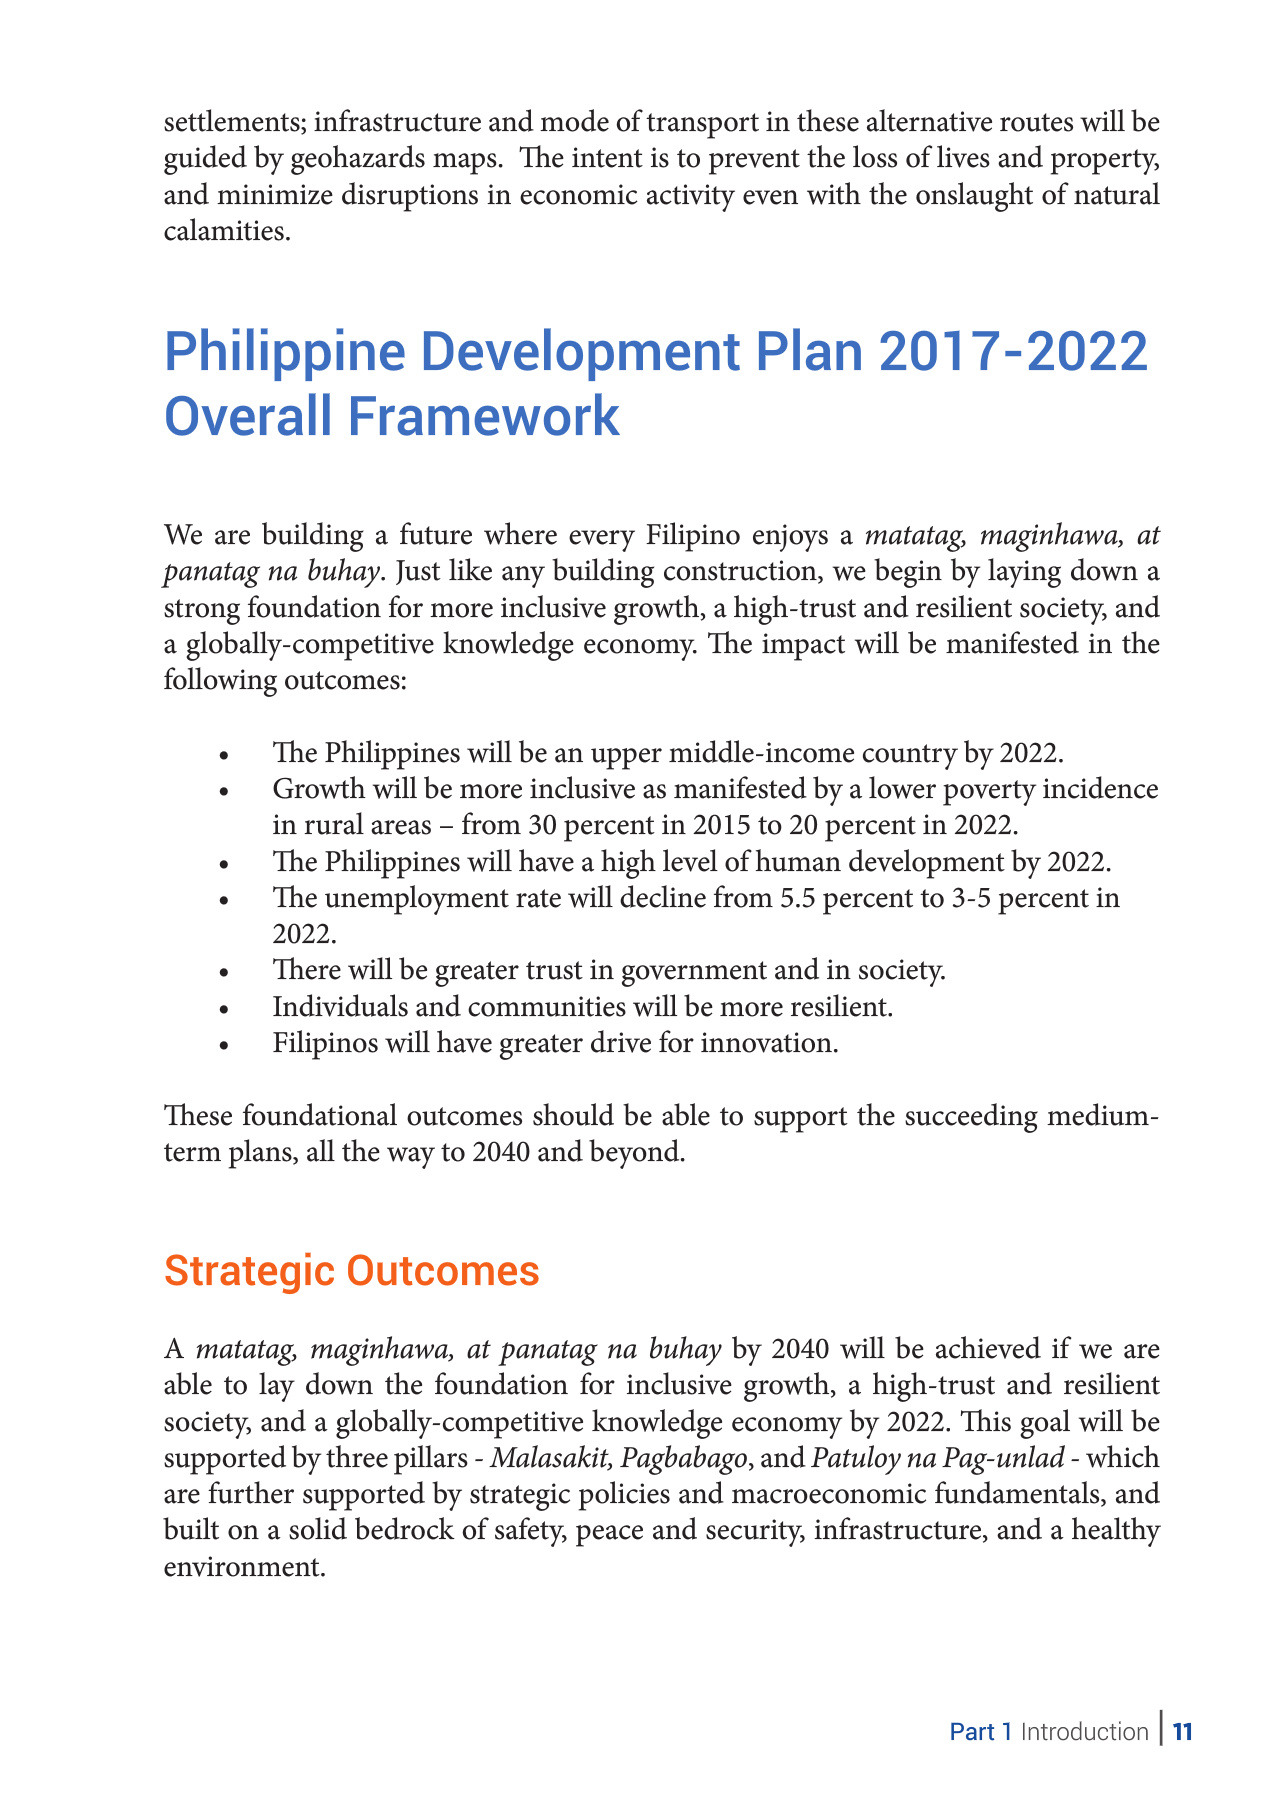 settlements; infrastructure and mode of transport in these alternative routes will be
guided by geohazards maps.  The intent is to prevent the loss of lives and property,
and minimize disruptions in economic activity even with the onslaught of natural
calamities.
Philippine Development Plan 2017-2022
Overall Framework
We are building a future where every Filipino enjoys a matatag, maginhawa, at
panatag na buhay. Just like any building construction, we begin by laying down a
strong foundation for more inclusive growth, a high-trust and resilient society, and
a globally-competitive knowledge economy. The impact will be manifested in the
following outcomes:
• The Philippines will be an upper middle-income country by 2022.
• Growth will be more inclusive as manifested by a lower poverty incidence
in rural areas – from 30 percent in 2015 to 20 percent in 2022.
• The Philippines will have a high level of human development by 2022.
• The unemployment rate will decline from 5.5 percent to 3-5 percent in
2022.
• There will be greater trust in government and in society.
• Individuals and communities will be more resilient.
• Filipinos will have greater drive for innovation.
These foundational outcomes should be able to support the succeeding medium-
term plans, all the way to 2040 and beyond.
Strategic Outcomes
A matatag, maginhawa, at panatag na buhay by 2040 will be achieved if we are
able to lay down the foundation for inclusive growth, a high-trust and resilient
society, and a globally-competitive knowledge economy by 2022. This goal will be
supported by three pillars - Malasakit, Pagbabago, and Patuloy na Pag-unlad - which
are further supported by strategic policies and macroeconomic fundamentals, and
built on a solid bedrock of safety, peace and security, infrastructure, and a healthy
environment.
Part 1 Introduction | 11